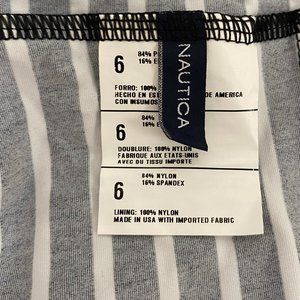 NAUTICA
6
84% P
16% E
FORRO: 100%
HECHO EN ES DE AMERICA
CON INSUMOS
6
84%
16% E
DOUBLURE: 100% NYLON
FABRIQUE AUX ETATS-UNIS
AVEC DU TISSU IMPORTE
6
84% NYLON
16% SPANDEX
LINING: 100% NYLON
MADE IN USA WITH IMPORTED FABRIC